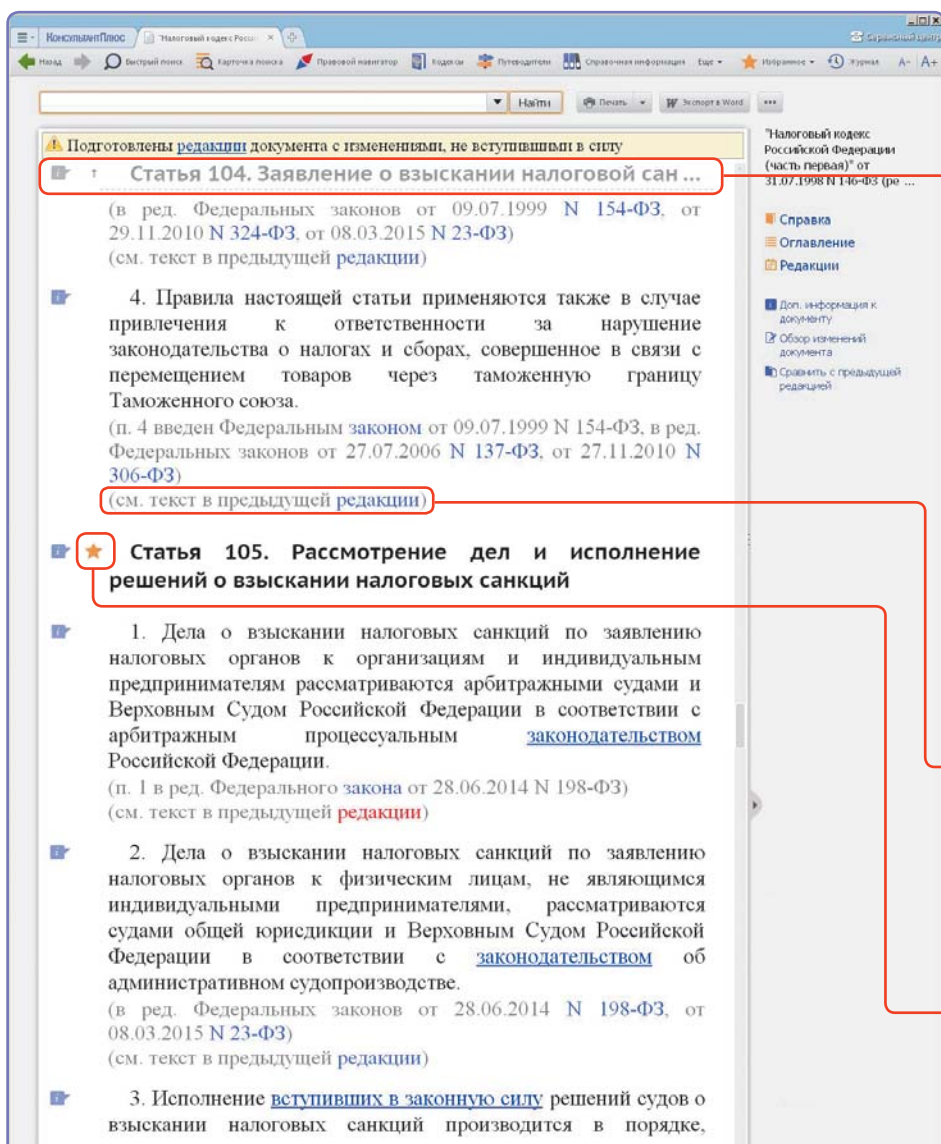 КонсультантПлюс "Налоговый кодекс Росси
Сервисный центр
Назад Быстрый поиск Карточка поиска Правовой навигатор Кодексы Путеводители Справочная информация Еще Избранное Журнал А- А+
Найти Печать Экспорт в Word
Подготовлены редакции документа с изменениями, не вступившими в силу
↑ Статья 104. Заявление о взыскании налоговой сан ...
(в ред. Федеральных законов от 09.07.1999 N 154-ФЗ, от
29.11.2010 N 324-ФЗ, от 08.03.2015 N 23-ФЗ)
(см. текст в предыдущей редакции)
4. Правила настоящей статьи применяются также в случае
привлечения к ответственности за нарушение
законодательства о налогах и сборах, совершенное в связи с
перемещением товаров через таможенную границу
Таможенного союза.
(п. 4 введен Федеральным законом от 09.07.1999 N 154-ФЗ, в ред.
Федеральных законов от 27.07.2006 N 137-ФЗ, от 27.11.2010 N
306-ФЗ)
(см. текст в предыдущей редакции)
Статья 105. Рассмотрение дел и исполнение
решений о взыскании налоговых санкций
1. Дела о взыскании налоговых санкций по заявлению
налоговых органов к организациям и индивидуальным
предпринимателям рассматриваются арбитражными судами и
Верховным Судом Российской Федерации в соответствии с
арбитражным процессуальным законодательством
Российской Федерации.
(п. 1 в ред. Федерального закона от 28.06.2014 N 198-ФЗ)
(см. текст в предыдущей редакции)
2. Дела о взыскании налоговых санкций по заявлению
налоговых органов к физическим лицам, не являющимся
индивидуальными предпринимателями, рассматриваются
судами общей юрисдикции и Верховным Судом Российской
Федерации в соответствии с законодательством об
административном судопроизводстве.
(в ред. Федеральных законов от 28.06.2014 N 198-ФЗ, от
08.03.2015 N 23-ФЗ)
(см. текст в предыдущей редакции)
3. Исполнение вступивших в законную силу решений судов о
взыскании налоговых санкций производится в порядке,
"Налоговый кодекс
Российской Федерации
(часть первая)" от
31.07.1998 N 146-ФЗ (ре ...
Справка
Оглавление
Редакции
Доп. информация к
документу
Обзор изменений
документа
Сравнить с предыдущей
редакцией